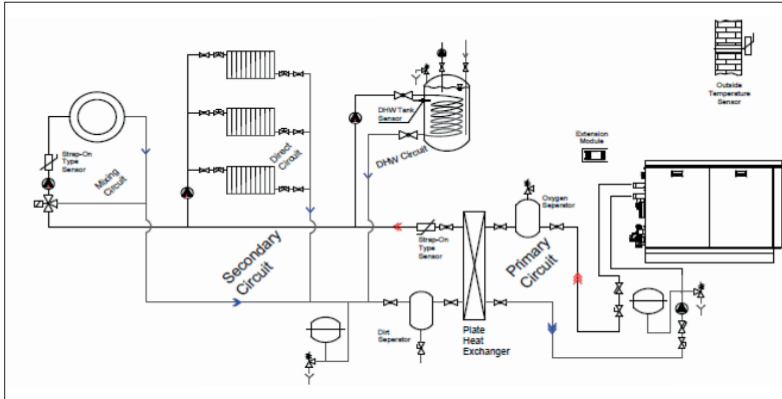 Outside
Temperature
Sensor
DHW Tank
Sensor
Strap-On
Type
Sensor
Mixing
Circuit
Direct
Circuit
DHW Circuit
Extension
Module
Oxygen
Seperator
Strap-On
Type
Sensor
Secondary
Circuit
Primary
Circuit
Dirt
Seperator
Plate
Heat
Exchanger